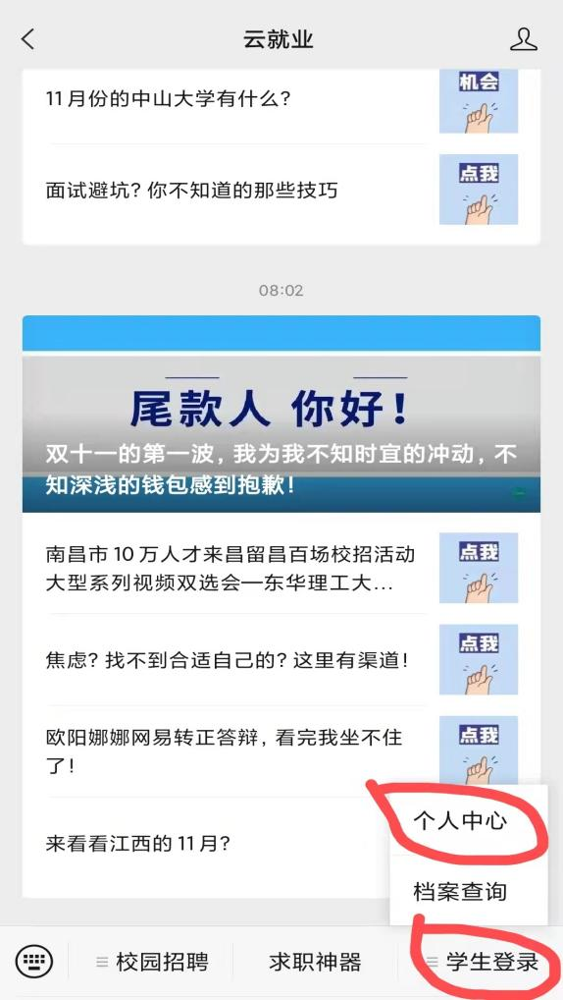 云就业
11月份的中山大学有什么？
机会
面试避坑？你不知道的那些技巧
点我
08:02
尾款人 你好！
双十一的第一波，我为我不知时宜的冲动，不
知深浅的钱包感到抱歉！
南昌市10万人才来昌留昌百场校招活动
大型系列视频双选会—东华理工大...
点我
焦虑？找不到合适自己的？这里有渠道！
点我
欧阳娜娜网易转正答辩，看完我坐不住
了！
点我
来看看江西的11月？
个人中心
档案查询
校园招聘
求职神器
学生登录